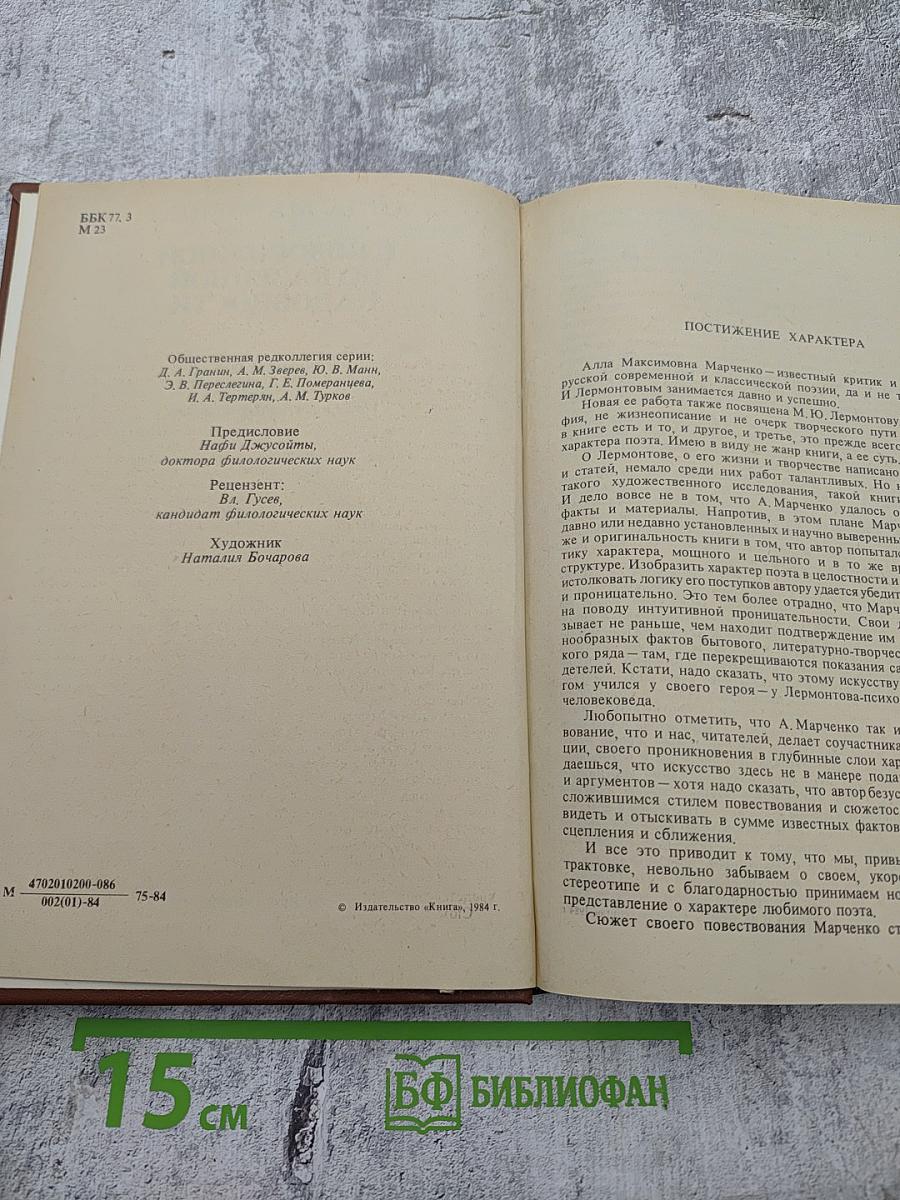 ББК 77. 3
М 23
Общественная редколлегия серии:
Д. А. Гранин, А. М. Зверев, Ю. В. Манн,
Э. В. Переслегина, Г. Е. Померанцева,
И. А. Тертерян, А. М. Турков
Предисловие
Нафи Джусойты,
доктора филологических наук
Рецензент:
Вл. Гусев,
кандидат филологических наук
Художник
Наталия Бочарова
М 4702010200-086
002(01)-84
75-84
© Издательство «Книга», 1984 г.
ПОСТИЖЕНИЕ ХАРАКТЕРА
Алла Максимовна Марченко — известный критик и
русской современной и классической поэзии, да и не т
И Лермонтовым занимается давно и успешно.
Новая ее работа также посвящена М. Ю. Лермонтову
фия, не жизнеописание и не очерк творческого пути
в книге есть и то, и другое, и третье, это прежде всего
характера поэта. Имею в виду не жанр книги, а ее суть.
О Лермонтове, о его жизни и творчестве написано
и статей, немало среди них работ талантливых. Но
такого художественного исследования, такой книг
И дело вовсе не в том, что А. Марченко удалось о
факты и материалы. Напротив, в этом плане Марч
давно или недавно установленных и научно выверенны
же и оригинальность книги в том, что автор попытал
тику характера, мощного и цельного и в то же вр
структуре. Изобразить характер поэта в целостности и
истолковать логику его поступков автору удается убедит
и проницательно. Это тем более отрадно, что Марч
на поводу интуитивной проницательности. Свои д
зывает не раньше, чем находит подтверждение им
нообразных фактов бытового, литературно-творчес
кого ряда — там, где перекрещиваются показания са
детелей. Кстати, надо сказать, что этому искусству
гом учился у своего героя — у Лермонтова-психо
человековеда.
Любопытно отметить, что А. Марченко так и
вование, что и нас, читателей, делает соучастника
ции, своего проникновения в глубинные слои хар
даешься, что искусство здесь не в манере пода
и аргументов — хотя надо сказать, что автор безус
сложившимся стилем повествования и сюжетос
видеть и отыскивать в сумме известных фактов
сцепления и сближения.
И все это приводит к тому, что мы, привы
трактовке, невольно забываем о своем, укоре
стереотипе и с благодарностью принимаем но
представление о характере любимого поэта.
Сюжет своего повествования Марченко ст
15 см
БФ БИБЛИОФАН